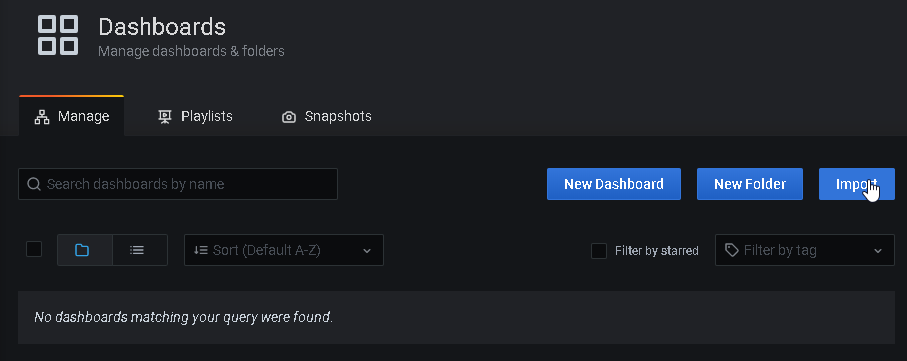 Dashboards
Manage dashboards & folders
Manage Playlists Snapshots
Search dashboards by name New Dashboard New Folder Import
Sort (Default A-Z) Filter by starred Filter by tag
No dashboards matching your query were found.